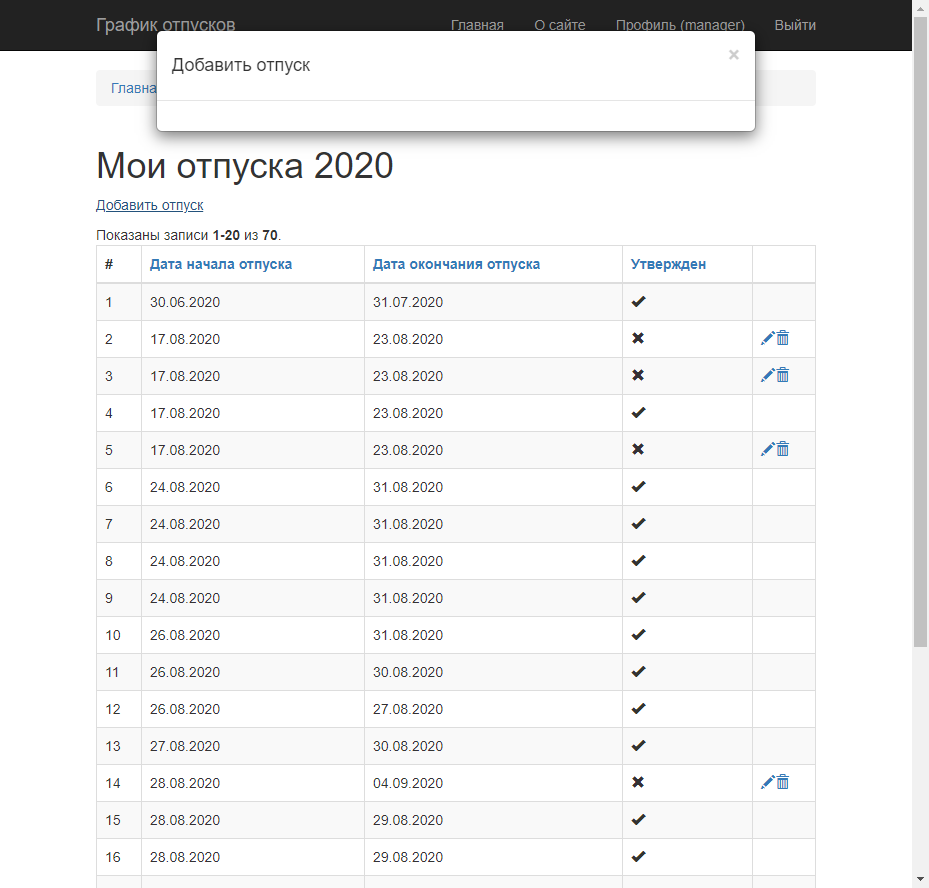 График отпусков Главная О сайте Профиль (manager) Выйти
Добавить отпуск ×
Главна
Мои отпуска 2020
Добавить отпуск
Показаны записи 1-20 из 70.
# Дата начала отпуска Дата окончания отпуска Утвержден
1 30.06.2020 31.07.2020
2 17.08.2020 23.08.2020
3 17.08.2020 23.08.2020
4 17.08.2020 23.08.2020
5 17.08.2020 23.08.2020
6 24.08.2020 31.08.2020
7 24.08.2020 31.08.2020
8 24.08.2020 31.08.2020
9 24.08.2020 31.08.2020
10 26.08.2020 31.08.2020
11 26.08.2020 30.08.2020
12 26.08.2020 27.08.2020
13 27.08.2020 30.08.2020
14 28.08.2020 04.09.2020
15 28.08.2020 29.08.2020
16 28.08.2020 29.08.2020